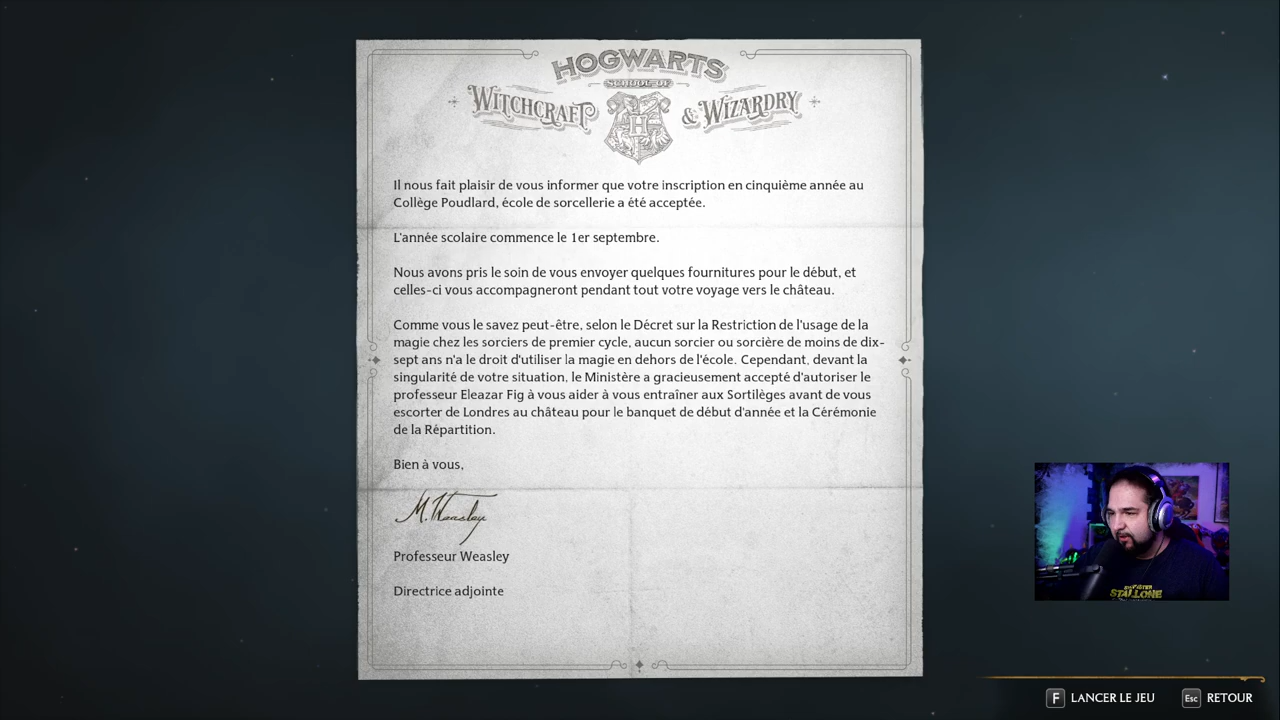 HOGWARTS
SCHOOL OF
WITCHCRAFT & WIZARDRY
H
Il nous fait plaisir de vous informer que votre inscription en cinquième année au
Collège Poudlard, école de sorcellerie a été acceptée.
L'année scolaire commence le 1er septembre.
Nous avons pris le soin de vous envoyer quelques fournitures pour le début, et
celles-ci vous accompagneront pendant tout votre voyage vers le château.
Comme vous le savez peut-être, selon le Décret sur la Restriction de l'usage de la
magie chez les sorciers de premier cycle, aucun sorcier ou sorcière de moins de dix-
sept ans n'a le droit d'utiliser la magie en dehors de l'école. Cependant, devant la
singularité de votre situation, le Ministère a gracieusement accepté d'autoriser le
professeur Eleazar Fig à vous aider à vous entraîner aux Sortilèges avant de vous
escorter de Londres au château pour le banquet de début d'année et la Cérémonie
de la Répartition.
Bien à vous,
M. Weasley
Professeur Weasley
Directrice adjointe
STALLONE
F LANCER LE JEU Esc RETOUR